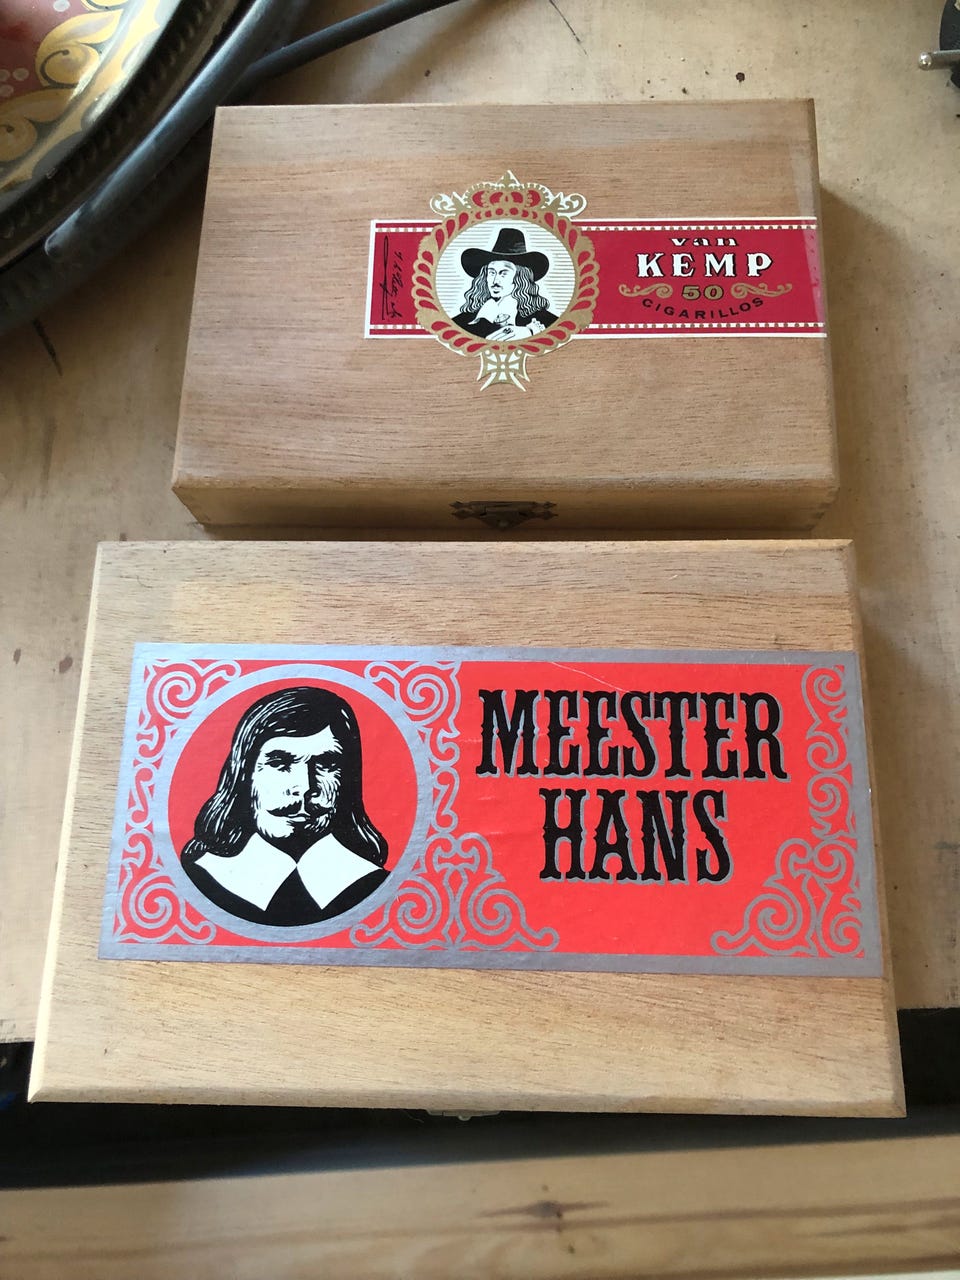 van
KEMP
50
CIGARILLOS
MEESTER
HANS